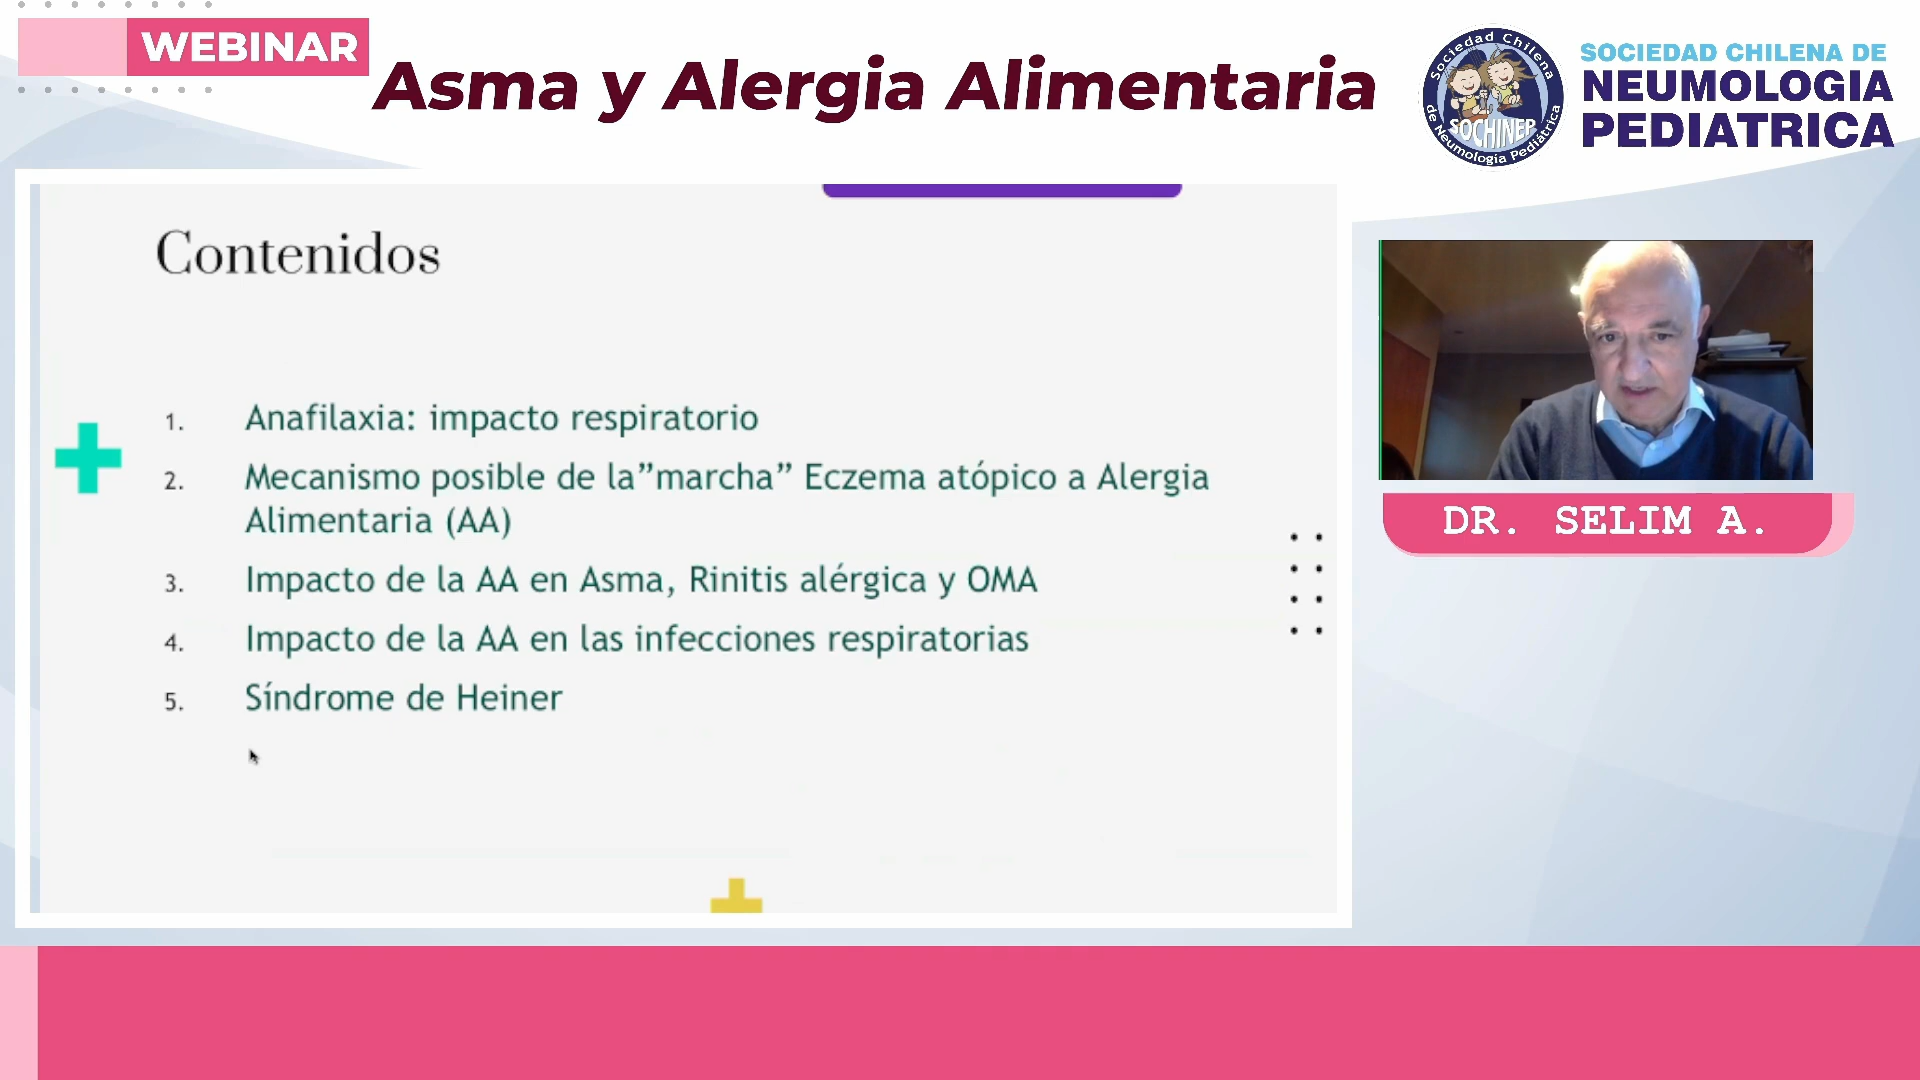 WEBINAR
Asma y Alergia Alimentaria
Sociedad Chilena
de Neumología Pediátrica
SOCHINEP
SOCIEDAD CHILENA DE
NEUMOLOGIA
PEDIATRICA
Contenidos
1. Anafilaxia: impacto respiratorio
2. Mecanismo posible de la”marcha” Eczema atópico a Alergia
Alimentaria (AA)
3. Impacto de la AA en Asma, Rinitis alérgica y OMA
4. Impacto de la AA en las infecciones respiratorias
5. Síndrome de Heiner
DR. SELIM A.